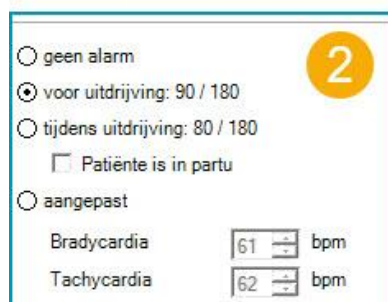 2
geen alarm
voor uitdrijving: 90 / 180
tijdens uitdrijving: 80 / 180
Patiënte is in partu
aangepast
Bradycardia 61 bpm
Tachycardia 62 bpm